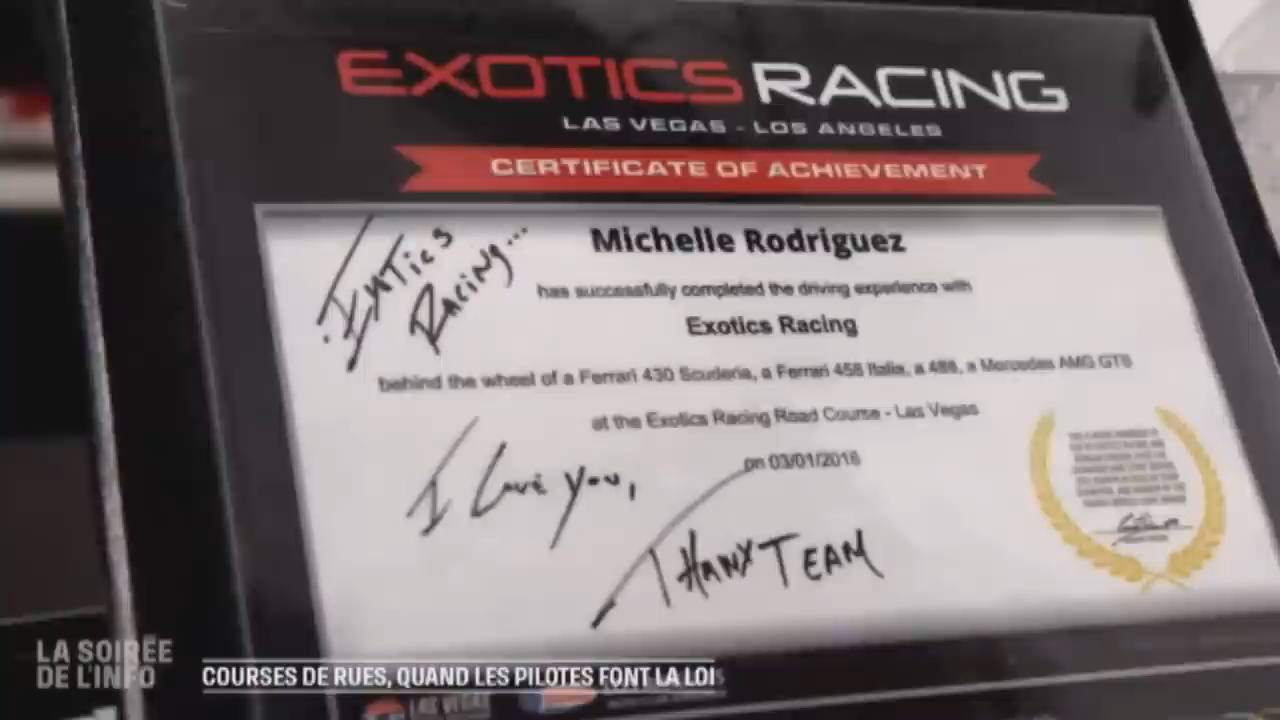 EXOTICS RACING
LAS VEGAS - LOS ANGELES
CERTIFICATE OF ACHIEVEMENT
Exotics
Racing...
Michelle Rodriguez
has successfully completed the driving experience with
Exotics Racing
behind the wheel of a Ferrari 430 Scuderia, a Ferrari 458 Italia, a 488, a Mercedes AMG GTS
at the Exotics Racing Road Course - Las Vegas
on 03/01/2016
I Love You,
THANX TEAM
LA SOIRÉE
DE L'INFO
COURSES DE RUES, QUAND LES PILOTES FONT LA LOI
LAS VEGAS